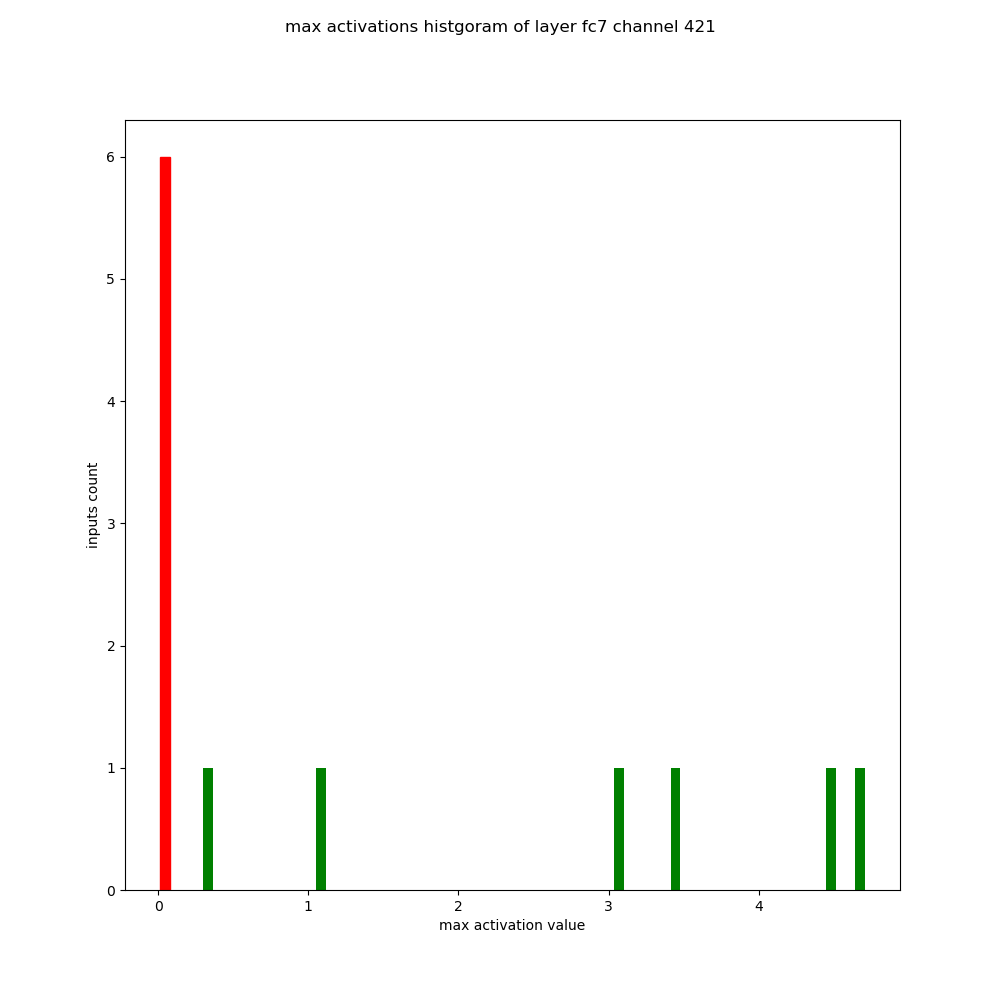 max activations histgoram of layer fc7 channel 421
6
5
4
3
2
1
0
inputs count
0 1 2 3 4
max activation value